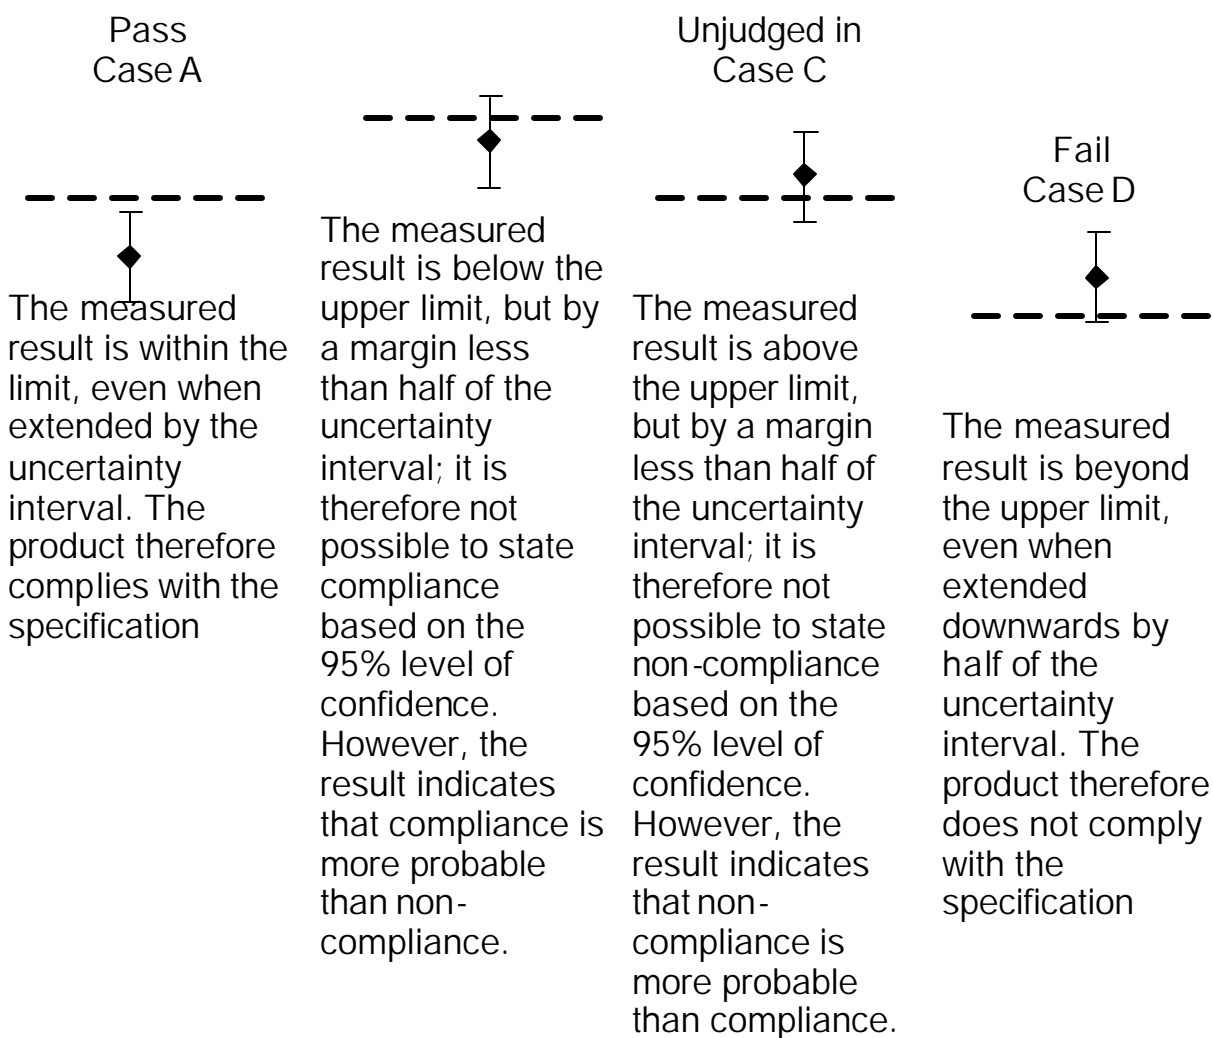 Pass
Case A
The measured
result is within the
limit, even when
extended by the
uncertainty
interval. The
product therefore
complies with the
specification
The measured
result is below the
upper limit, but by
a margin less
than half of the
uncertainty
interval; it is
therefore not
possible to state
compliance
based on the
95% level of
confidence.
However, the
result indicates
that compliance is
more probable
than non-
compliance.
Unjudged in
Case C
The measured
result is above
the upper limit,
but by a margin
less than half of
the uncertainty
interval; it is
therefore not
possible to state
non-compliance
based on the
95% level of
confidence.
However, the
result indicates
that non-
compliance is
more probable
than compliance.
Fail
Case D
The measured
result is beyond
the upper limit,
even when
extended
downwards by
half of the
uncertainty
interval. The
product therefore
does not comply
with the
specification